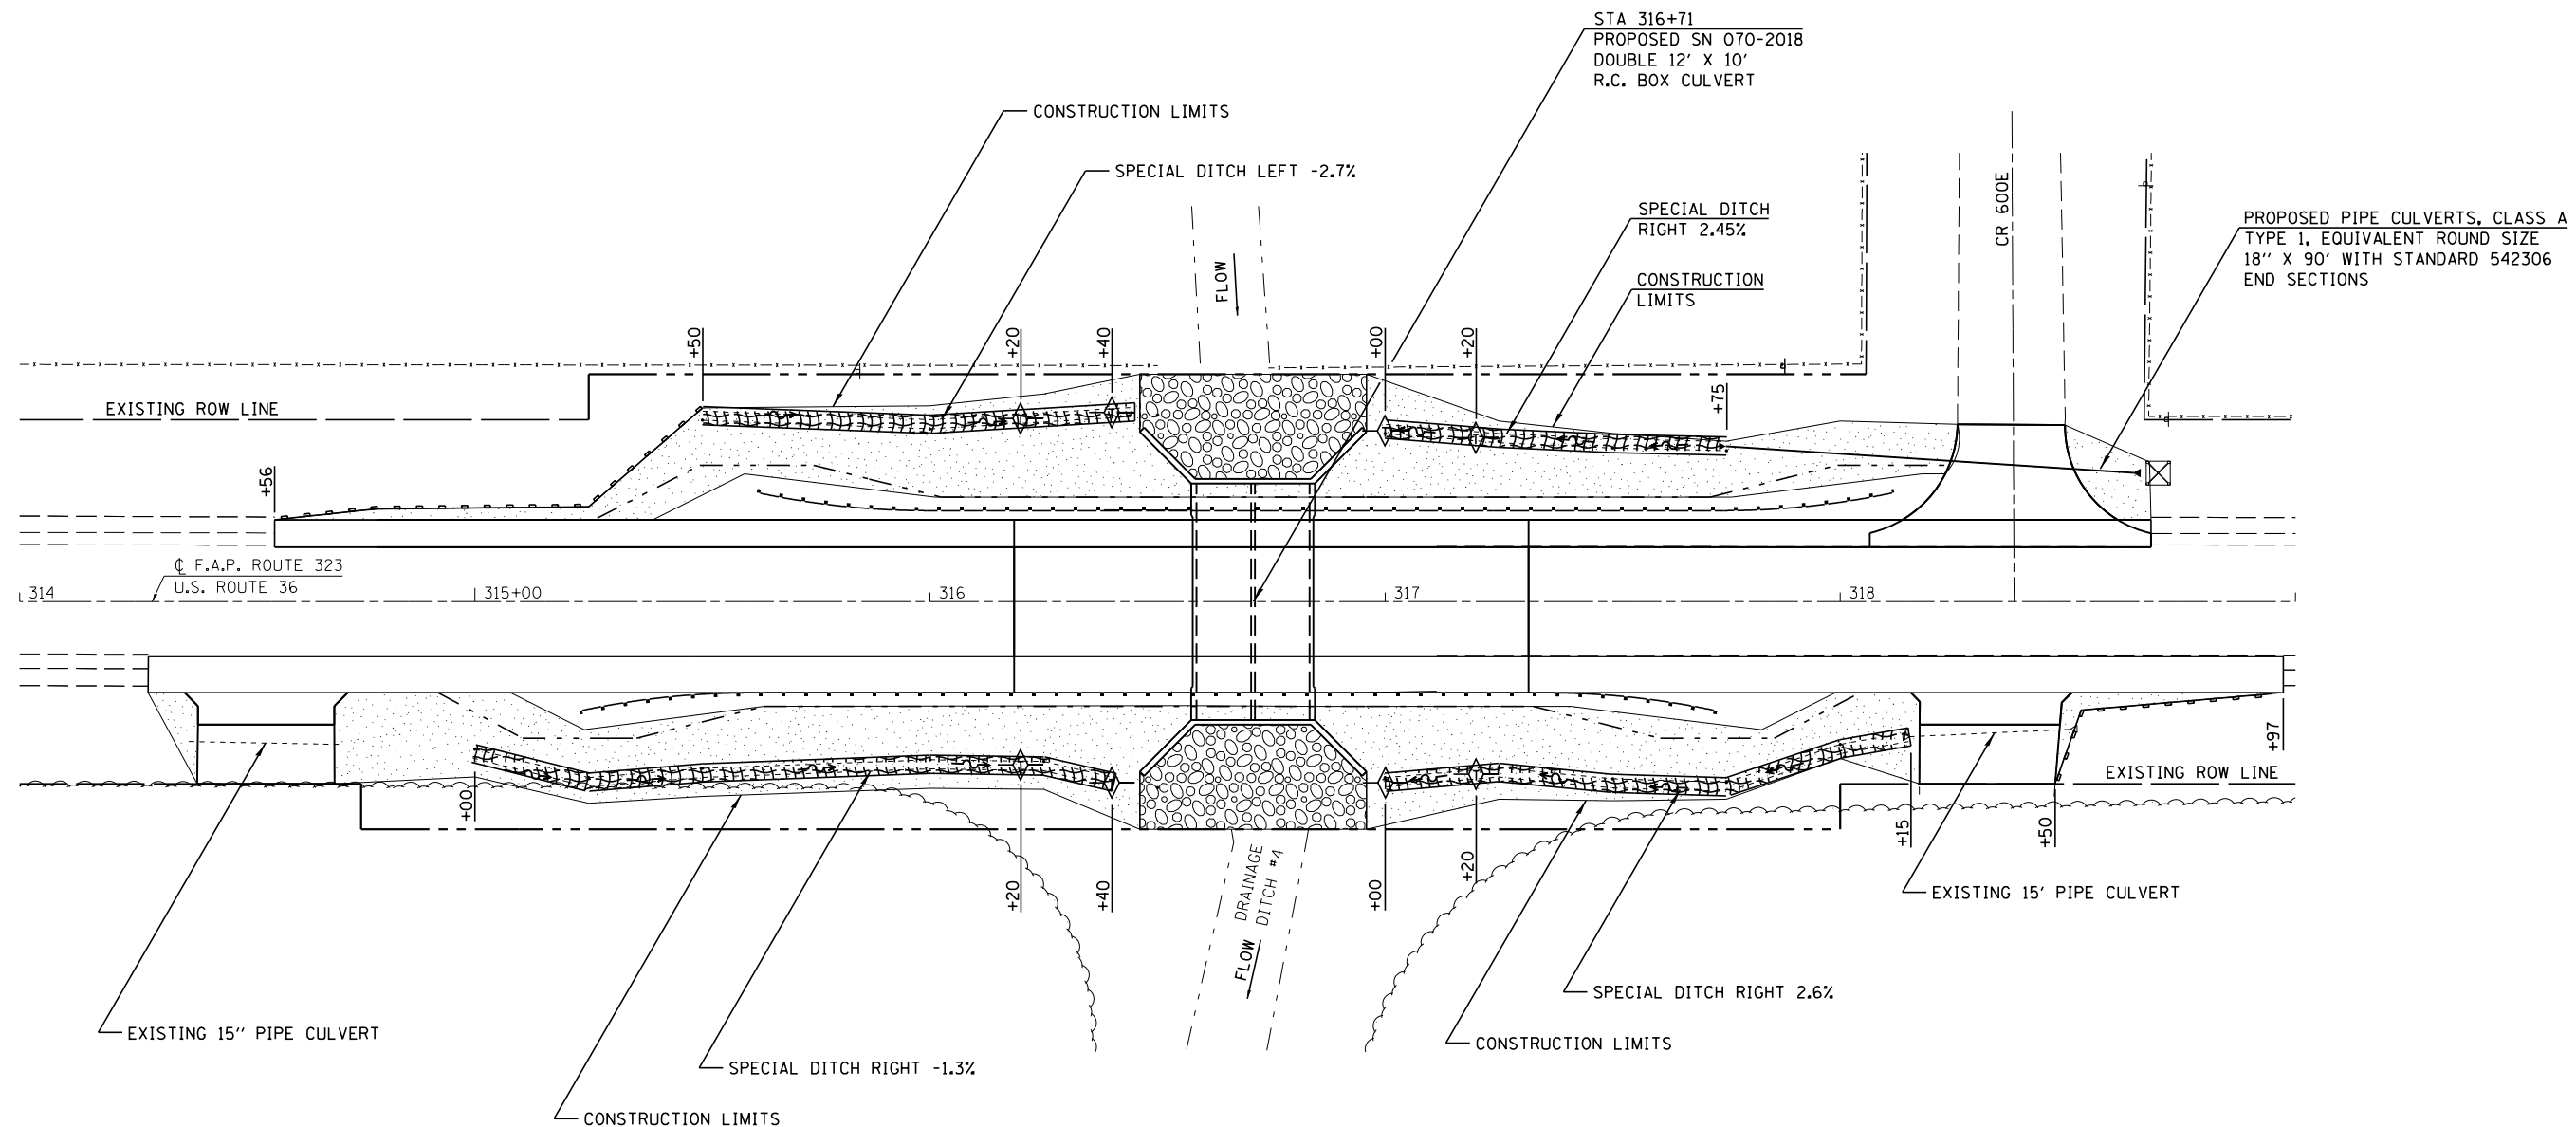 STA 316+71
PROPOSED SN 070-2018
DOUBLE 12' X 10'
R.C. BOX CULVERT
CONSTRUCTION LIMITS
SPECIAL DITCH LEFT -2.7%
SPECIAL DITCH
RIGHT 2.45%
CONSTRUCTION
LIMITS
CR 600E
PROPOSED PIPE CULVERTS, CLASS A
TYPE 1, EQUIVALENT ROUND SIZE
18'' X 90' WITH STANDARD 542306
END SECTIONS
FLOW
+50
+20
+40
+00
+20
+75
EXISTING ROW LINE
+56
℄ F.A.P. ROUTE 323
U.S. ROUTE 36
314
315+00
316
317
318
+97
EXISTING ROW LINE
+00
+20
+40
+00
+20
+15
+50
FLOW
DRAINAGE
DITCH #4
EXISTING 15' PIPE CULVERT
EXISTING 15'' PIPE CULVERT
SPECIAL DITCH RIGHT 2.6%
CONSTRUCTION LIMITS
SPECIAL DITCH RIGHT -1.3%
CONSTRUCTION LIMITS